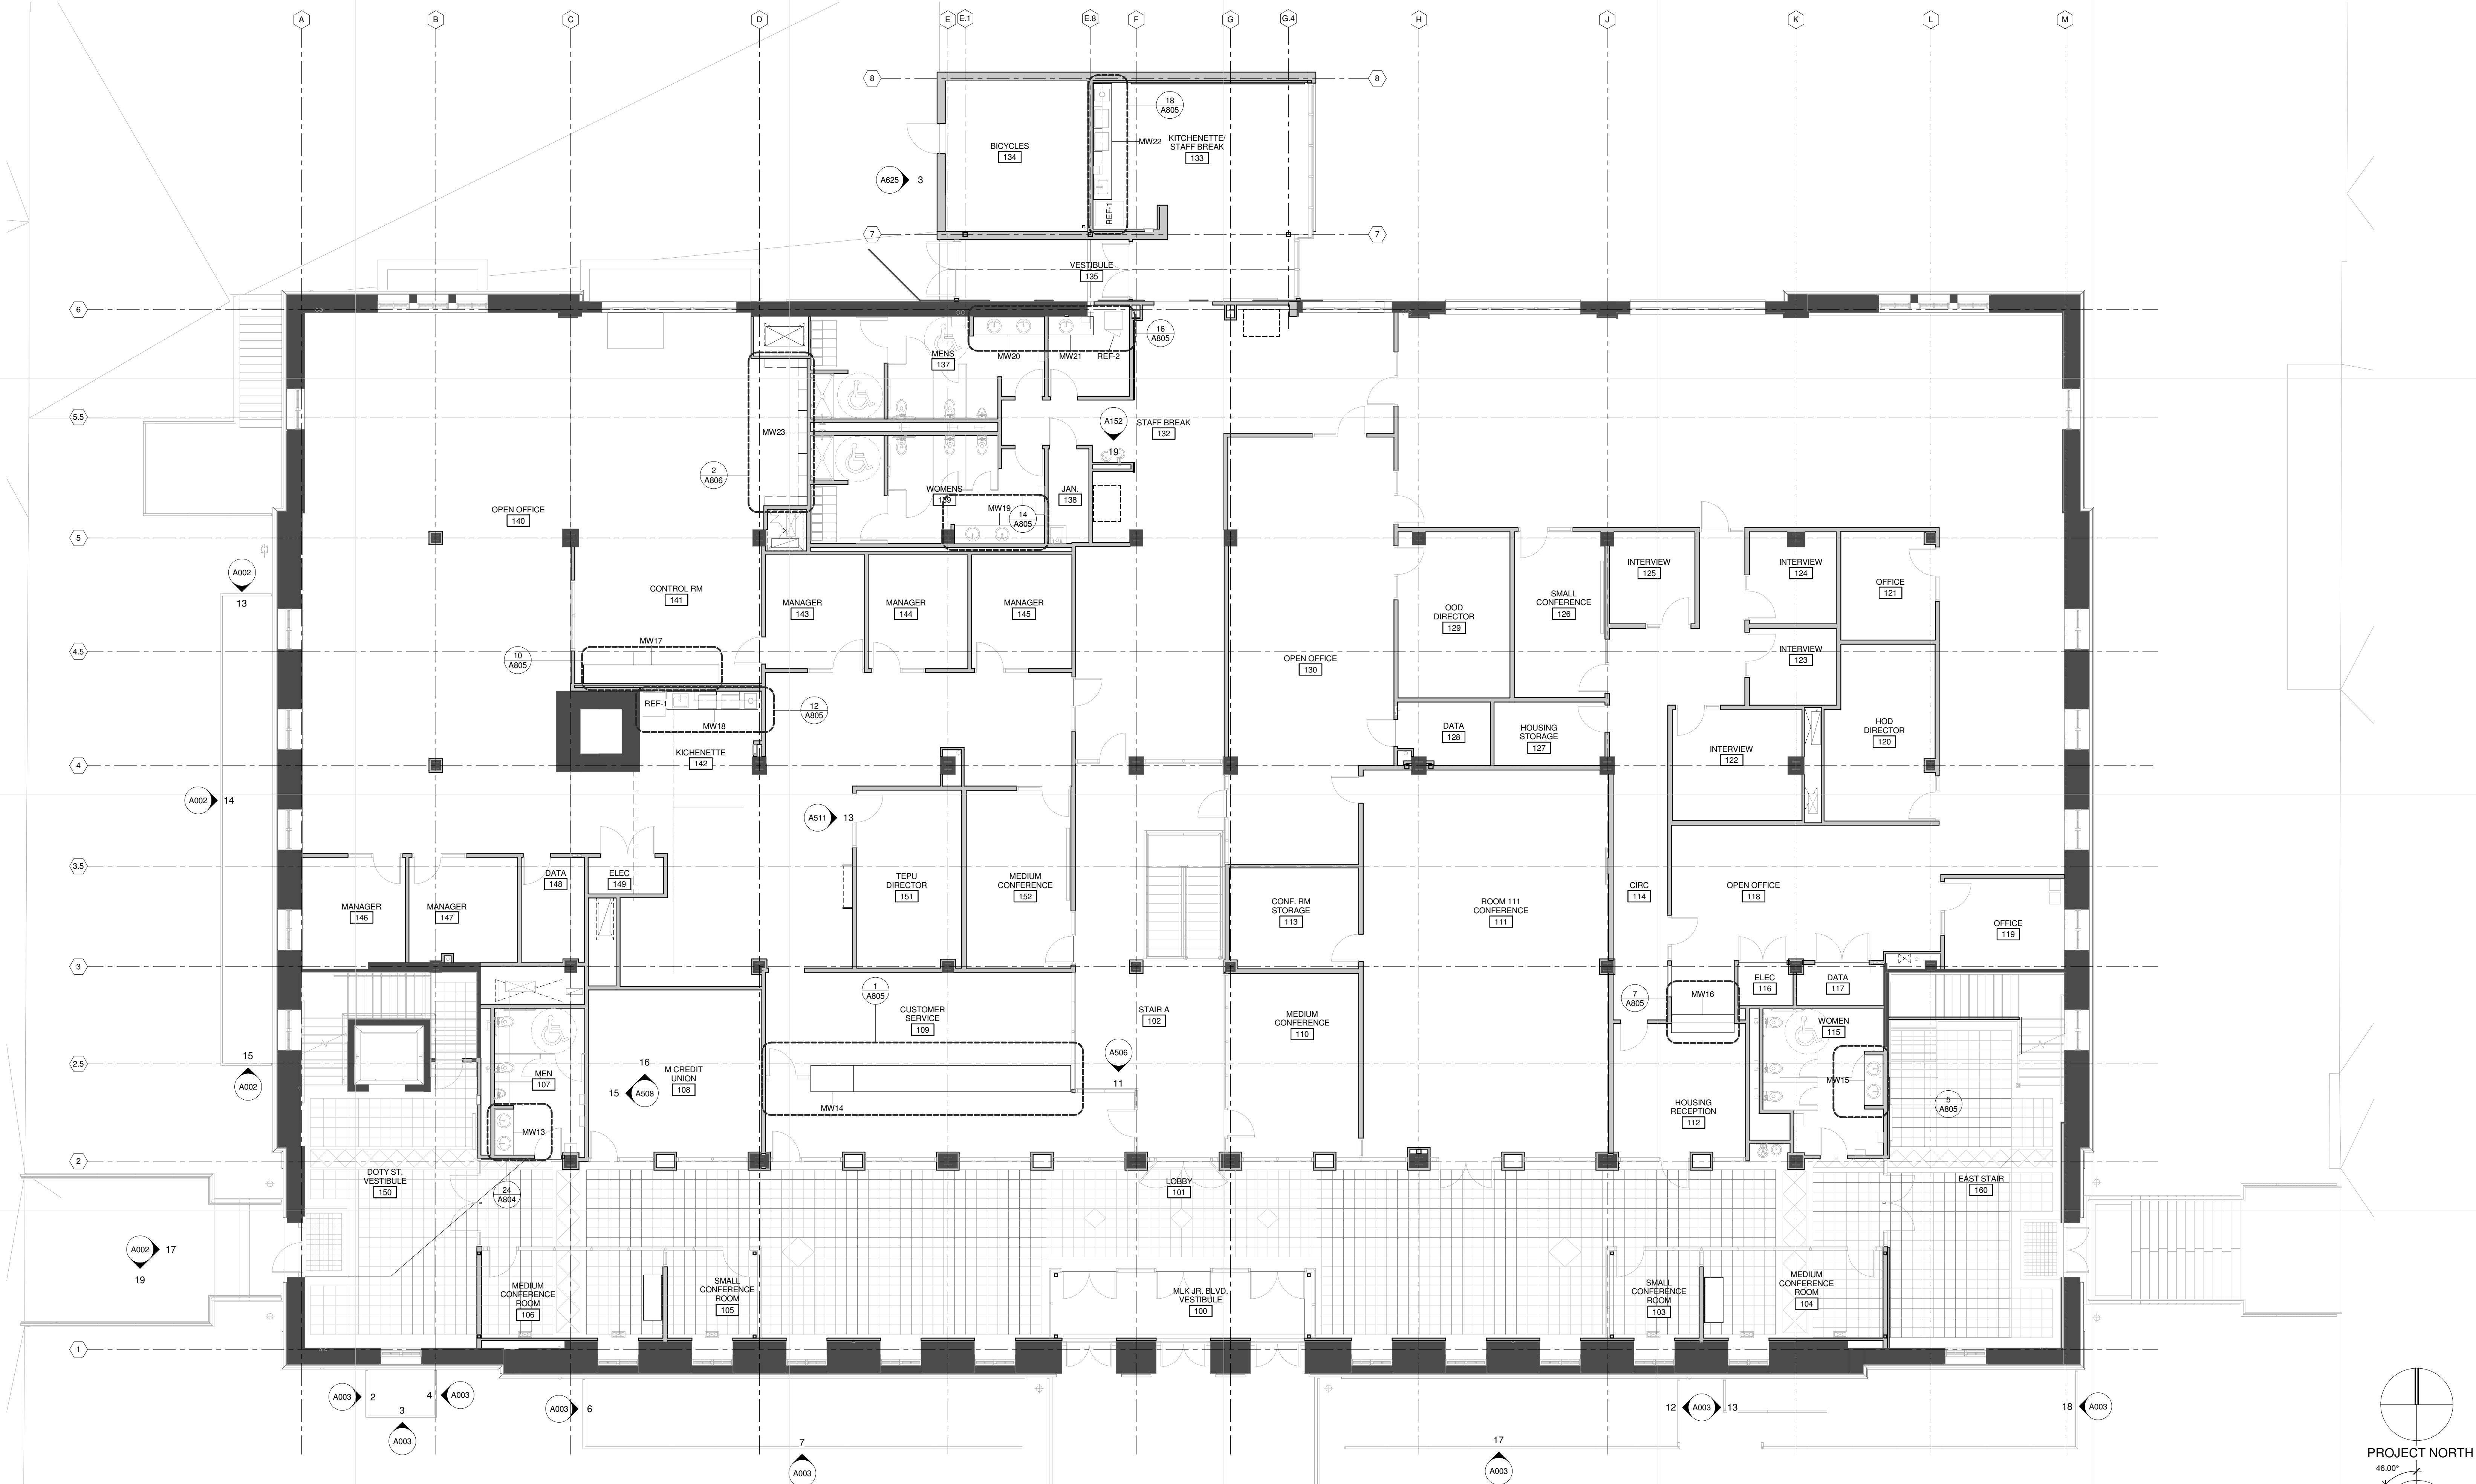 A B C D E E.1 E.8 F G G.4 H J K L M
8 8
18
A805
BICYCLES
134
MW22
KITCHENETTE/
STAFF BREAK
133
A625 3
REF-1
7 7
VESTIBULE
135
6
16
A805
MENS
137
MW20 MW21 REF-2
5.5
A152
19
STAFF BREAK
132
MW23
2
A806
WOMENS
139
JAN.
138
MW19
14
A805
OPEN OFFICE
140
5
A002
13
CONTROL RM
141
MANAGER
143
MANAGER
144
MANAGER
145
INTERVIEW
125
INTERVIEW
124
OFFICE
121
SMALL
CONFERENCE
126
OOD
DIRECTOR
129
MW17
4.5
10
A805
OPEN OFFICE
130
INTERVIEW
123
REF-1
MW18
12
A805
DATA
128
HOUSING
STORAGE
127
HOD
DIRECTOR
120
KICHENETTE
142
INTERVIEW
122
4
A002 14
A511 13
3.5
DATA
148
ELEC
149
TEPU
DIRECTOR
151
MEDIUM
CONFERENCE
152
CIRC
114
OPEN OFFICE
118
MANAGER
146
MANAGER
147
CONF. RM
STORAGE
113
ROOM 111
CONFERENCE
111
OFFICE
119
3
1
A805
ELEC
116
DATA
117
7
A805
MW16
CUSTOMER
SERVICE
109
STAIR A
102
MEDIUM
CONFERENCE
110
WOMEN
115
2.5
15
A002
MEN
107
16
15 A508
M CREDIT
UNION
108
A506
11
MW15
MW14
5
A805
HOUSING
RECEPTION
112
MW13
2
DOTY ST.
VESTIBULE
150
24
A804
LOBBY
101
EAST STAIR
160
A002 17
19
MEDIUM
CONFERENCE
ROOM
106
SMALL
CONFERENCE
ROOM
105
MLK JR. BLVD.
VESTIBULE
100
SMALL
CONFERENCE
ROOM
103
MEDIUM
CONFERENCE
ROOM
104
1
A003 2
4 A003
3
A003
A003 6
12 A003 13
18 A003
7
A003
17
A003
PROJECT NORTH
46.00°